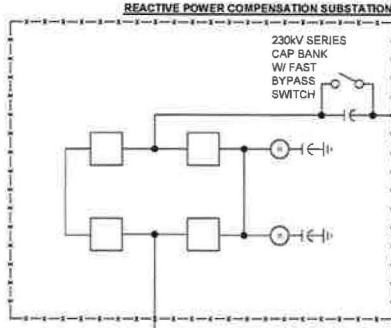 REACTIVE POWER COMPENSATION SUBSTATION
230kV SERIES
CAP BANK
W/ FAST
BYPASS
SWITCH